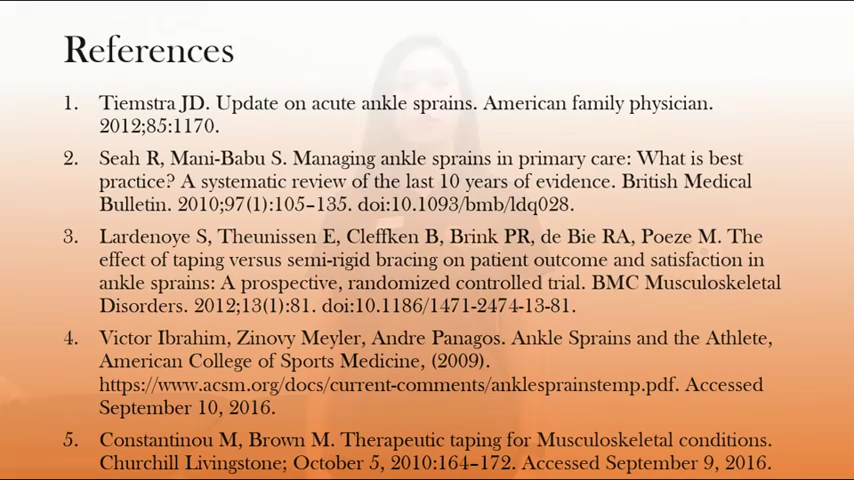 References
1. Tiemstra JD. Update on acute ankle sprains. American family physician.
2012;85:1170.
2. Seah R, Mani-Babu S. Managing ankle sprains in primary care: What is best
practice? A systematic review of the last 10 years of evidence. British Medical
Bulletin. 2010;97(1):105–135. doi:10.1093/bmb/ldq028.
3. Lardenoye S, Theunissen E, Cleffken B, Brink PR, de Bie RA, Poeze M. The
effect of taping versus semi-rigid bracing on patient outcome and satisfaction in
ankle sprains: A prospective, randomized controlled trial. BMC Musculoskeletal
Disorders. 2012;13(1):81. doi:10.1186/1471-2474-13-81.
4. Victor Ibrahim, Zinovy Meyler, Andre Panagos. Ankle Sprains and the Athlete,
American College of Sports Medicine, (2009).
https://www.acsm.org/docs/current-comments/anklesprainstemp.pdf. Accessed
September 10, 2016.
5. Constantinou M, Brown M. Therapeutic taping for Musculoskeletal conditions.
Churchill Livingstone; October 5, 2010:164–172. Accessed September 9, 2016.